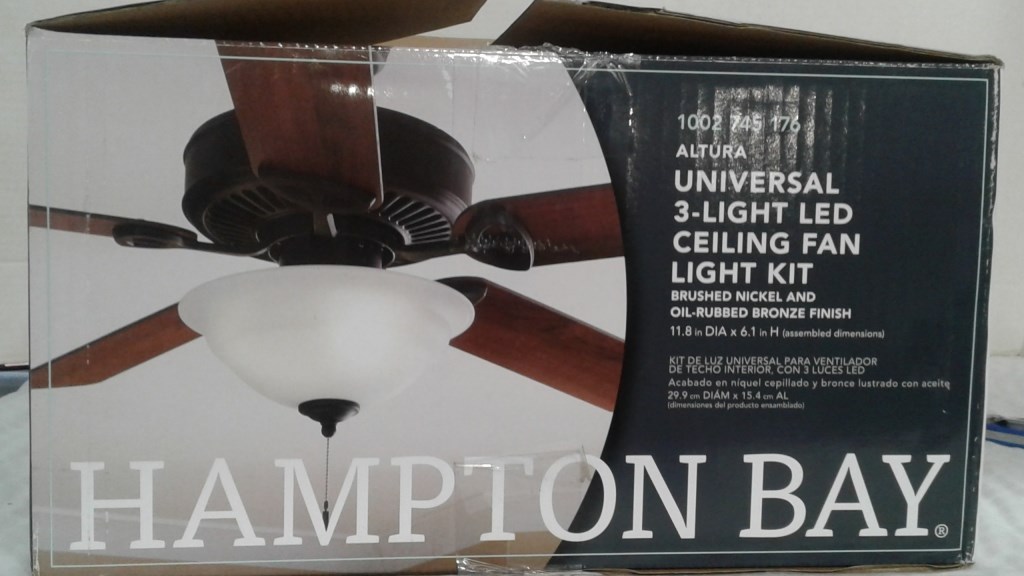 1002 745 176
ALTURA
UNIVERSAL
3-LIGHT LED
CEILING FAN
LIGHT KIT
BRUSHED NICKEL AND
OIL-RUBBED BRONZE FINISH
11.8 in DIA x 6.1 in H (assembled dimensions)
KIT DE LUZ UNIVERSAL PARA VENTILADOR
DE TECHO INTERIOR, CON 3 LUCES LED
Acabado en níquel cepillado y bronce lustrado con aceite
29.9 cm DIÁM x 15.4 cm AL
(dimensiones del producto ensamblado)
HAMPTON BAY®